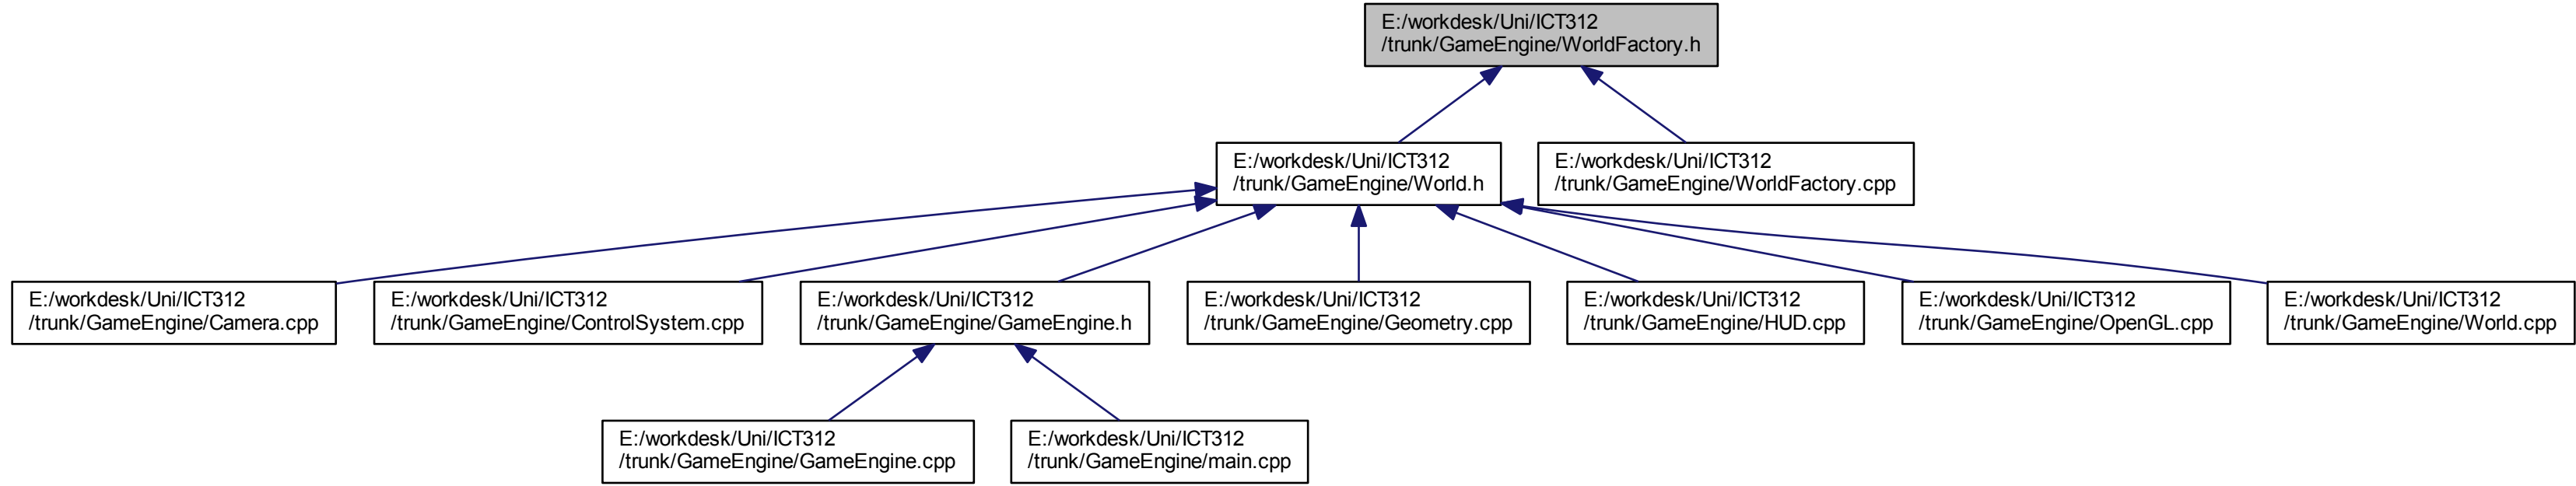 E:/workdesk/Uni/ICT312
/trunk/GameEngine/WorldFactory.h
E:/workdesk/Uni/ICT312
/trunk/GameEngine/World.h
E:/workdesk/Uni/ICT312
/trunk/GameEngine/WorldFactory.cpp
E:/workdesk/Uni/ICT312
/trunk/GameEngine/Camera.cpp
E:/workdesk/Uni/ICT312
/trunk/GameEngine/ControlSystem.cpp
E:/workdesk/Uni/ICT312
/trunk/GameEngine/GameEngine.h
E:/workdesk/Uni/ICT312
/trunk/GameEngine/Geometry.cpp
E:/workdesk/Uni/ICT312
/trunk/GameEngine/HUD.cpp
E:/workdesk/Uni/ICT312
/trunk/GameEngine/OpenGL.cpp
E:/workdesk/Uni/ICT312
/trunk/GameEngine/World.cpp
E:/workdesk/Uni/ICT312
/trunk/GameEngine/GameEngine.cpp
E:/workdesk/Uni/ICT312
/trunk/GameEngine/main.cpp